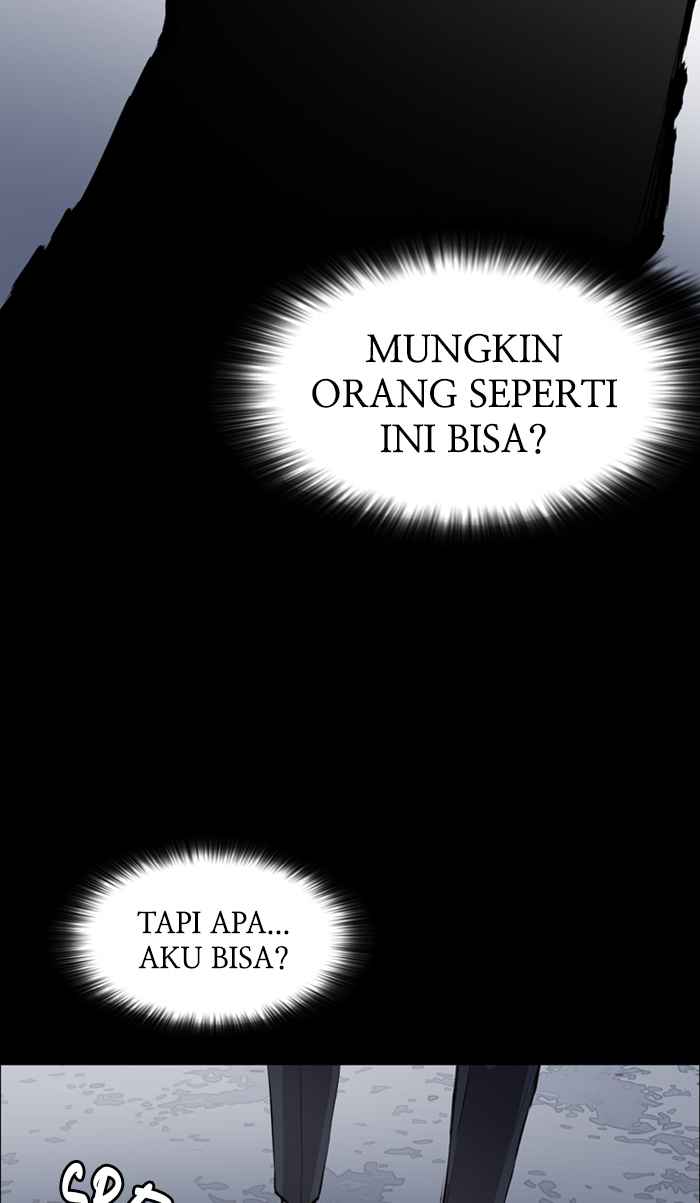 MUNGKIN
ORANG SEPERTI
INI BISA?
TAPI APA...
AKU BISA?